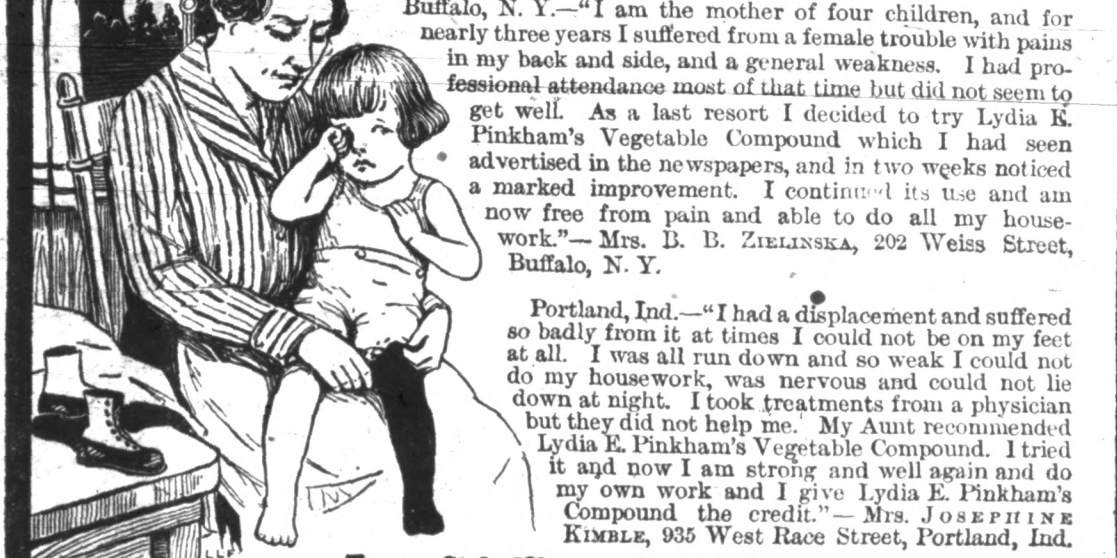 Buffalo, N. Y.—“I am the mother of four children, and for
nearly three years I suffered from a female trouble with pains
in my back and side, and a general weakness. I had pro-
fessional attendance most of that time but did not seem to
get well. As a last resort I decided to try Lydia E.
Pinkham’s Vegetable Compound which I had seen
advertised in the newspapers, and in two weeks noticed
a marked improvement. I continued its use and am
now free from pain and able to do all my house-
work.”— Mrs. B. B. ZIELINSKA, 202 Weiss Street,
Buffalo, N. Y.
Portland, Ind.—“I had a displacement and suffered
so badly from it at times I could not be on my feet
at all. I was all run down and so weak I could not
do my housework, was nervous and could not lie
down at night. I took treatments from a physician
but they did not help me. My Aunt recommended
Lydia E. Pinkham’s Vegetable Compound. I tried
it and now I am strong and well again and do
my own work and I give Lydia E. Pinkham’s
Compound the credit.”— Mrs. JOSEPHINE
KIMBLE, 935 West Race Street, Portland, Ind.